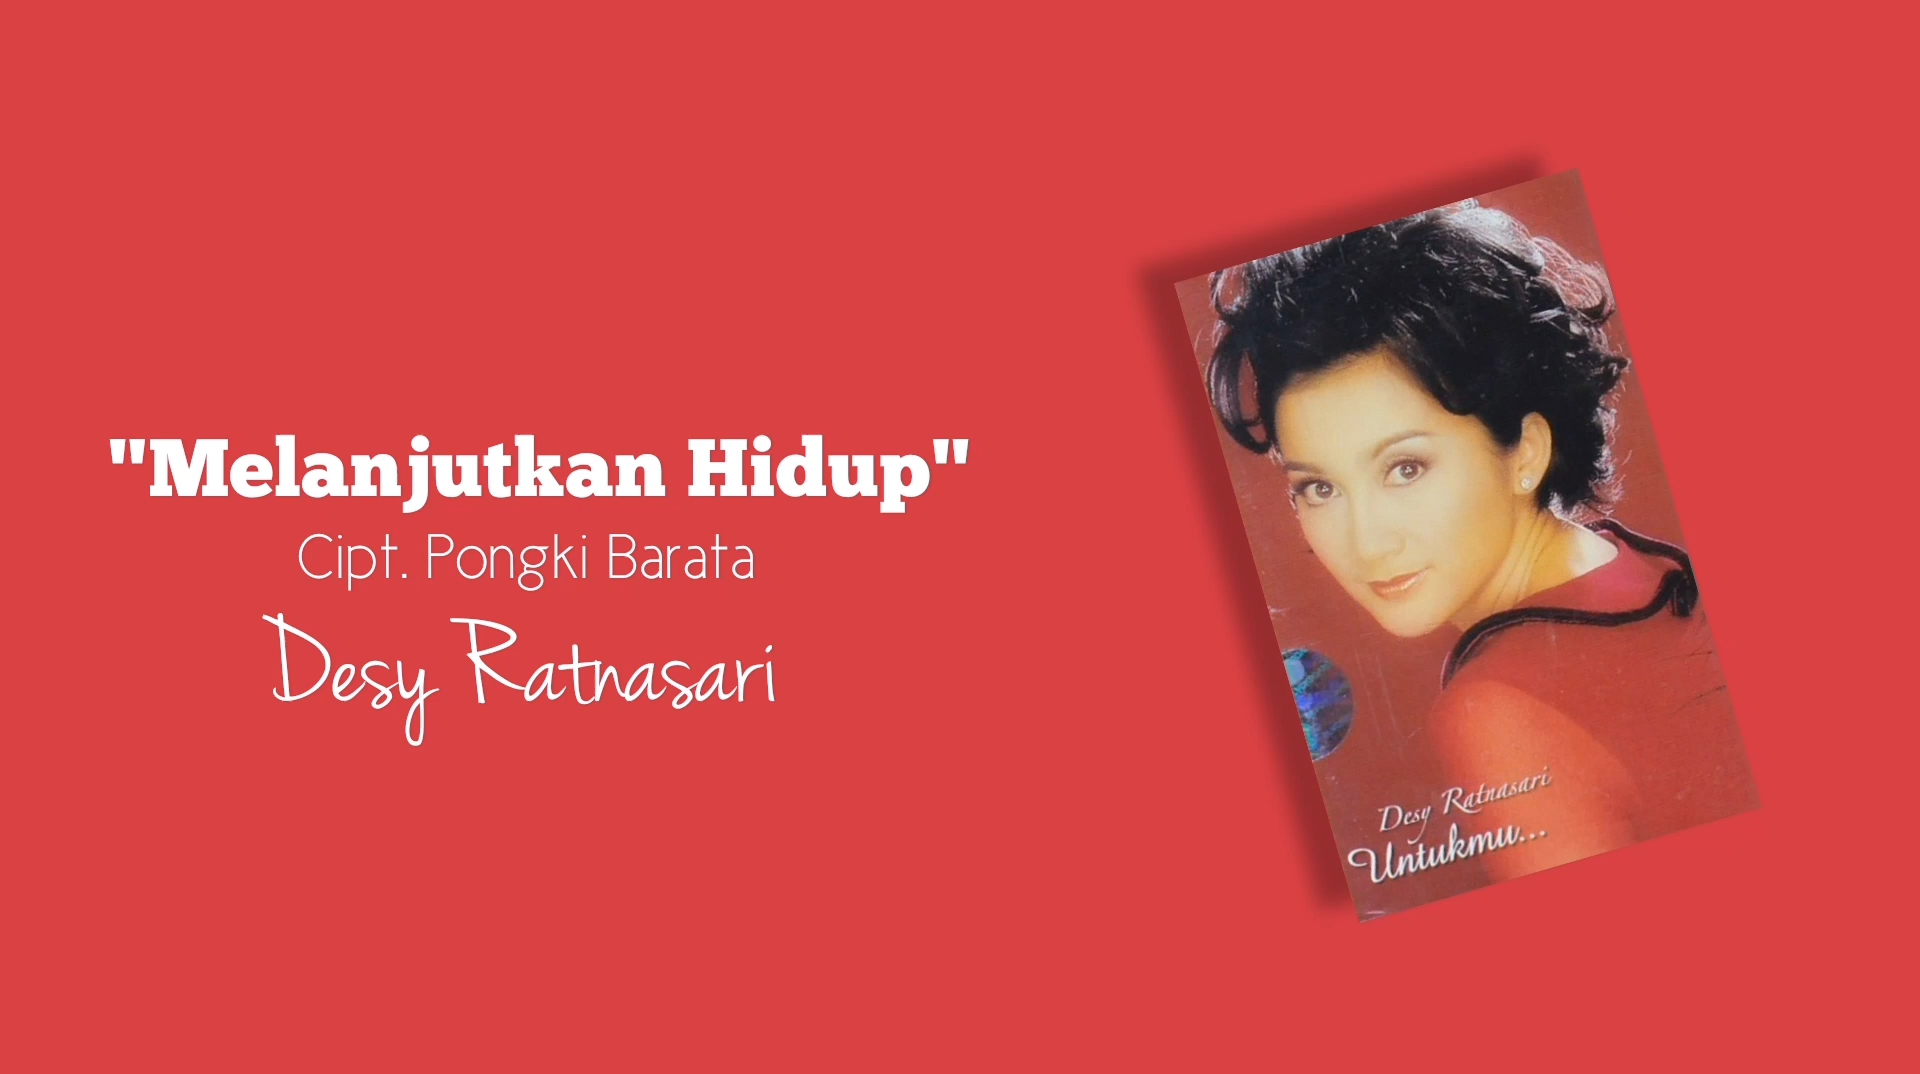 "Melanjutkan Hidup"
Cipt. Pongki Barata
Desy Ratnasari
Desy Ratnasari
Untukmu...